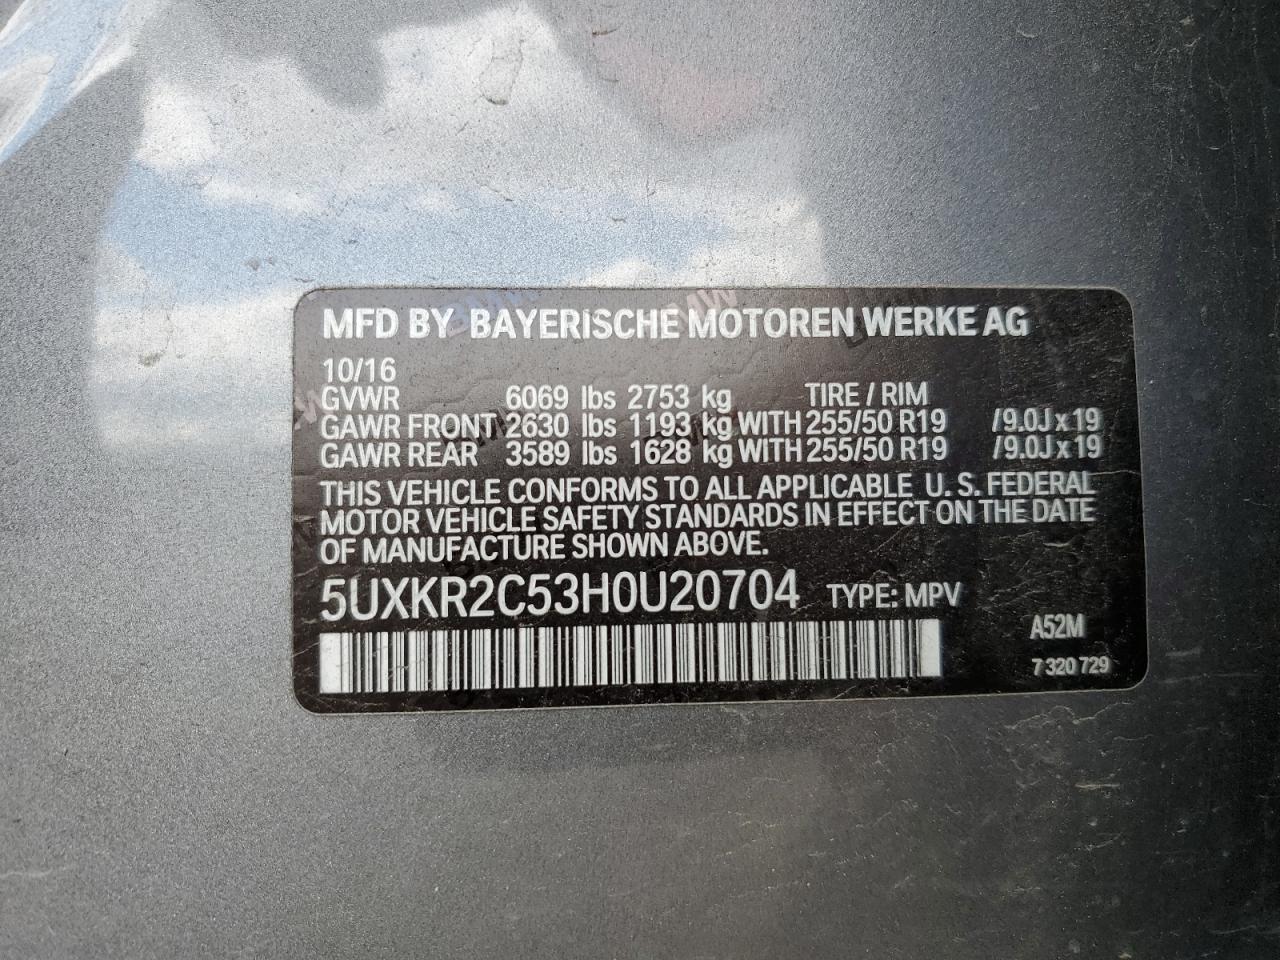 MFD BY BAYERISCHE MOTOREN WERKE AG
10/16
GVWR 6069 lbs 2753 kg TIRE / RIM
GAWR FRONT 2630 lbs 1193 kg WITH 255/50 R19 /9.0J x 19
GAWR REAR 3589 lbs 1628 kg WITH 255/50 R19 /9.0J x 19
THIS VEHICLE CONFORMS TO ALL APPLICABLE U. S. FEDERAL
MOTOR VEHICLE SAFETY STANDARDS IN EFFECT ON THE DATE
OF MANUFACTURE SHOWN ABOVE.
5UXKR2C53H0U20704 TYPE: MPV
A52M
7 320 729